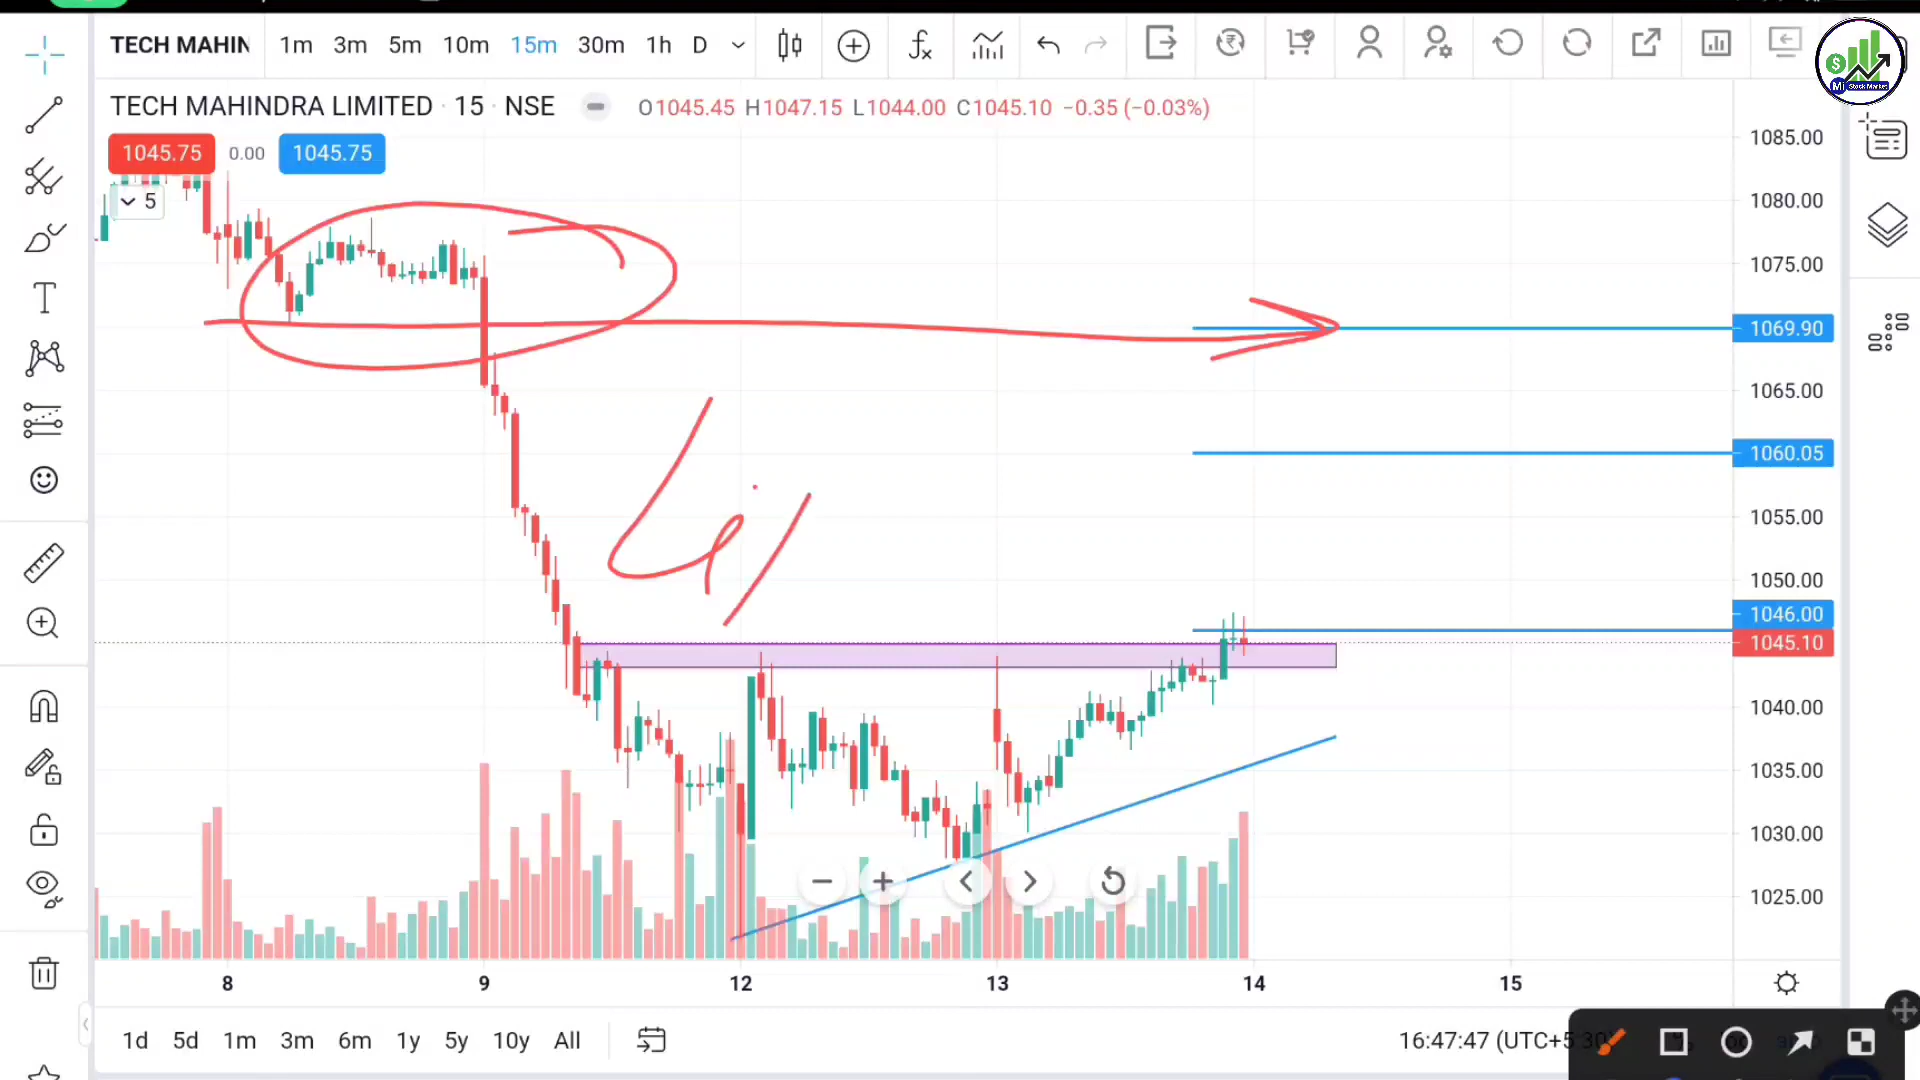 TECH MAHIN 1m 3m 5m 10m 15m 30m 1h D
TECH MAHINDRA LIMITED · 15 · NSE O1045.45 H1047.15 L1044.00 C1045.10 −0.35 (−0.03%)
1045.75 0.00 1045.75
5
Mi Stock Market
1085.00
1080.00
1075.00
1069.90
1065.00
1060.05
1055.00
1050.00
1046.00
1045.10
1040.00
1035.00
1030.00
1025.00
8 9 12 13 14 15
1d 5d 1m 3m 6m 1y 5y 10y All
16:47:47 (UTC+5:30)